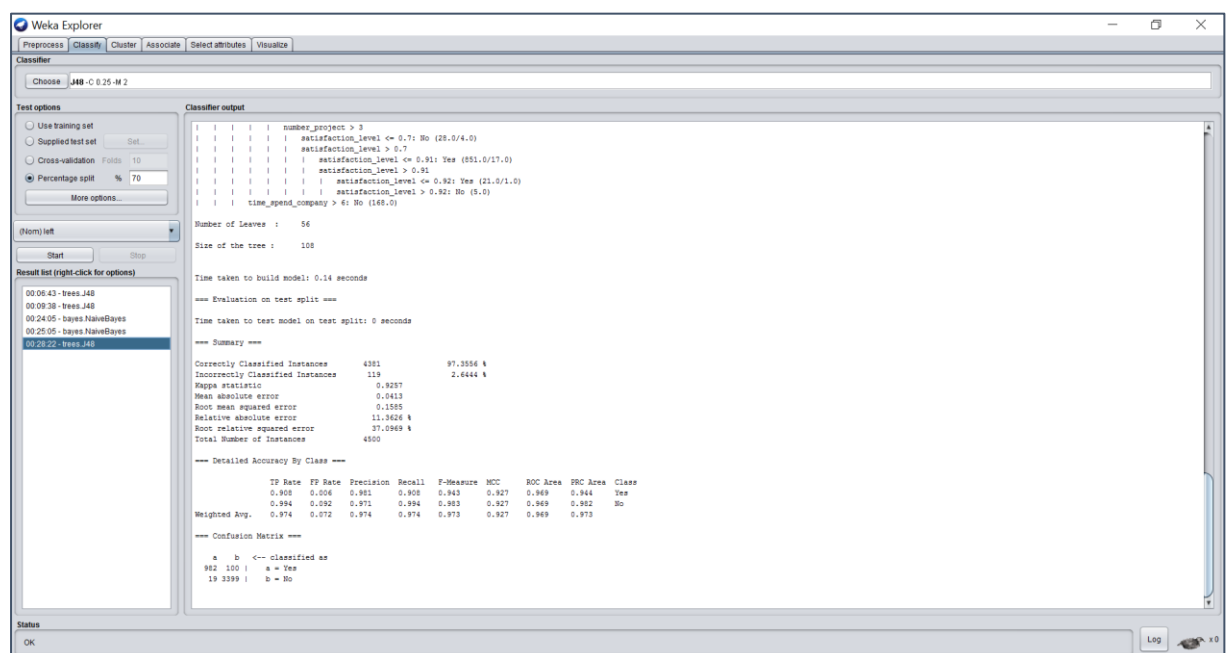 Weka Explorer
Preprocess Classify Cluster Associate Select attributes Visualize
Classifier
Choose J48 -C 0.25 -M 2
Test options
Use training set
Supplied test set Set...
Cross-validation Folds 10
Percentage split % 70
More options...
(Nom) left
Start Stop
Result list (right-click for options)
00:06:43 - trees.J48
00:09:38 - trees.J48
00:24:05 - bayes.NaiveBayes
00:25:05 - bayes.NaiveBayes
00:28:22 - trees.J48
Classifier output
| | | | | number_project > 3
| | | | | | satisfaction_level <= 0.7: No (28.0/4.0)
| | | | | | satisfaction_level > 0.7
| | | | | | | satisfaction_level <= 0.91: Yes (851.0/17.0)
| | | | | | | satisfaction_level > 0.91
| | | | | | | | satisfaction_level <= 0.92: Yes (21.0/1.0)
| | | | | | | | satisfaction_level > 0.92: No (5.0)
| | | time_spend_company > 6: No (168.0)
Number of Leaves : 56
Size of the tree : 108
Time taken to build model: 0.14 seconds
=== Evaluation on test split ===
Time taken to test model on test split: 0 seconds
=== Summary ===
Correctly Classified Instances 4381 97.3556 %
Incorrectly Classified Instances 119 2.6444 %
Kappa statistic 0.9257
Mean absolute error 0.0413
Root mean squared error 0.1585
Relative absolute error 11.3626 %
Root relative squared error 37.0969 %
Total Number of Instances 4500
=== Detailed Accuracy By Class ===
TP Rate FP Rate Precision Recall F-Measure MCC ROC Area PRC Area Class
0.908 0.006 0.981 0.908 0.943 0.927 0.969 0.944 Yes
0.994 0.092 0.971 0.994 0.983 0.927 0.969 0.982 No
Weighted Avg. 0.974 0.072 0.974 0.974 0.973 0.927 0.969 0.973
=== Confusion Matrix ===
a b <-- classified as
982 100 | a = Yes
19 3399 | b = No
Status
OK
Log x 0